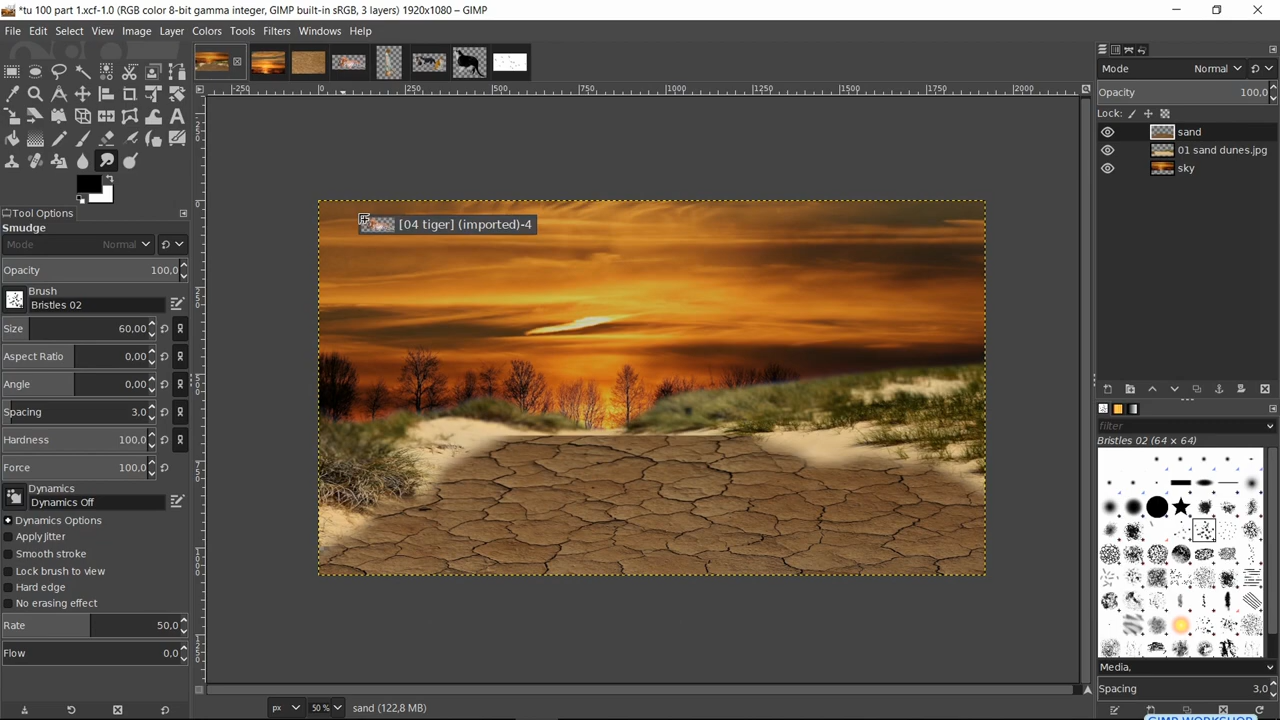 *tu 100 part 1.xcf-1.0 (RGB color 8-bit gamma integer, GIMP built-in sRGB, 3 layers) 1920x1080 – GIMP
File Edit Select View Image Layer Colors Tools Filters Windows Help
Mode Normal
Opacity 100,0
Lock:
sand
01 sand dunes.jpg
sky
-250 0 250 500 750 1000 1250 1500 1750 2000
[04 tiger] (imported)-4
Tool Options
Smudge
Mode Normal
Opacity 100,0
Brush
Bristles 02
Size 60,00
Aspect Ratio 0,00
Angle 0,00
Spacing 3,0
Hardness 100,0
Force 100,0
Dynamics
Dynamics Off
Dynamics Options
Apply Jitter
Smooth stroke
Lock brush to view
Hard edge
No erasing effect
Rate 50,0
Flow 0,0
filter
Bristles 02 (64 × 64)
Media,
Spacing 3,0
px 50 % sand (122,8 MB)
GIMP WORKSHOP